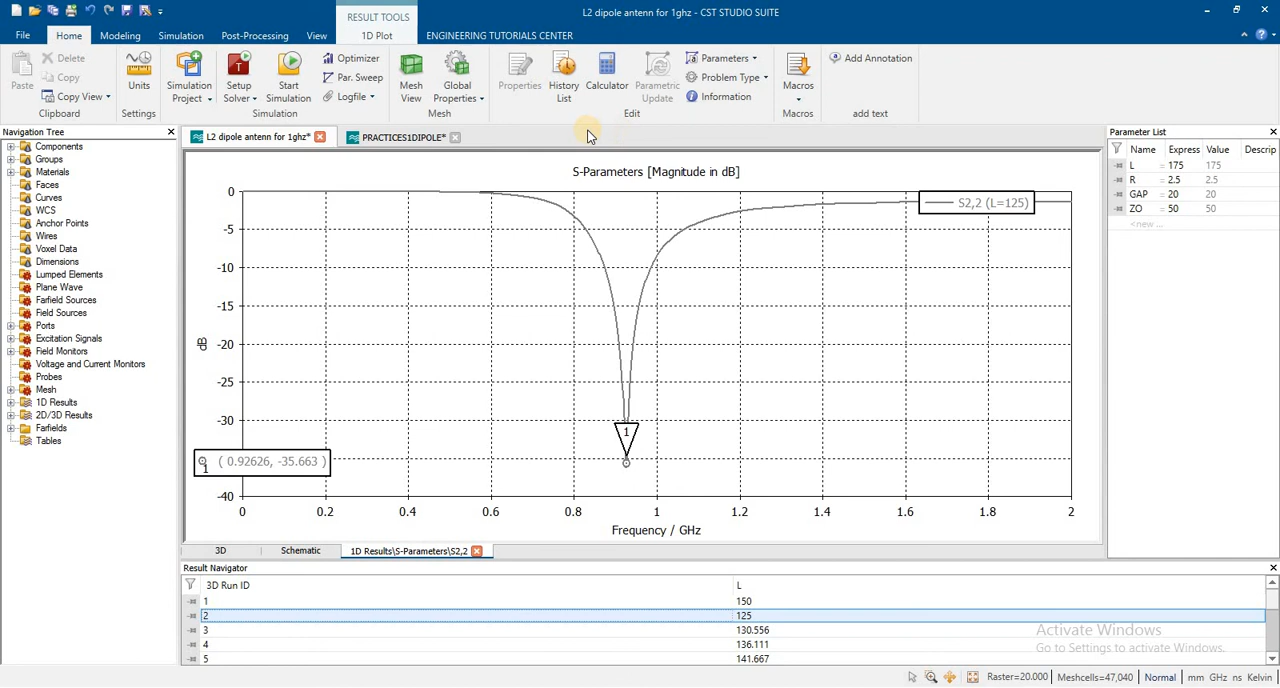 L2 dipole antenn for 1ghz - CST STUDIO SUITE
RESULT TOOLS
File Home Modeling Simulation Post-Processing View 1D Plot ENGINEERING TUTORIALS CENTER
Paste
Delete
Copy
Copy View
Clipboard
Units
Settings
Simulation Project
Setup Solver
Start Simulation
Optimizer
Par. Sweep
Logfile
Simulation
Mesh View
Global Properties
Mesh
Properties
History List
Calculator
Parametric Update
Parameters
Problem Type
Information
Edit
Macros
Macros
Add Annotation
add text
Navigation Tree
Components
Groups
Materials
Faces
Curves
WCS
Anchor Points
Wires
Voxel Data
Dimensions
Lumped Elements
Plane Wave
Farfield Sources
Field Sources
Ports
Excitation Signals
Field Monitors
Voltage and Current Monitors
Probes
Mesh
1D Results
2D/3D Results
Farfields
Tables
L2 dipole antenn for 1ghz* PRACTICES1DIPOLE*
S-Parameters [Magnitude in dB]
S2,2 (L=125)
0
-5
-10
-15
-20
-25
-30
-40
dB
1
1 ( 0.92626, -35.663 )
0 0.2 0.4 0.6 0.8 1 1.2 1.4 1.6 1.8 2
Frequency / GHz
3D Schematic 1D Results\S-Parameters\S2,2
Parameter List
Name Express Value Descrip
L = 175 175
R = 2.5 2.5
GAP = 20 20
ZO = 50 50
<new ...
Result Navigator
3D Run ID L
1 150
2 125
3 130.556
4 136.111
5 141.667
Activate Windows
Go to Settings to activate Windows.
Raster=20.000 Meshcells=47,040 Normal mm GHz ns Kelvin